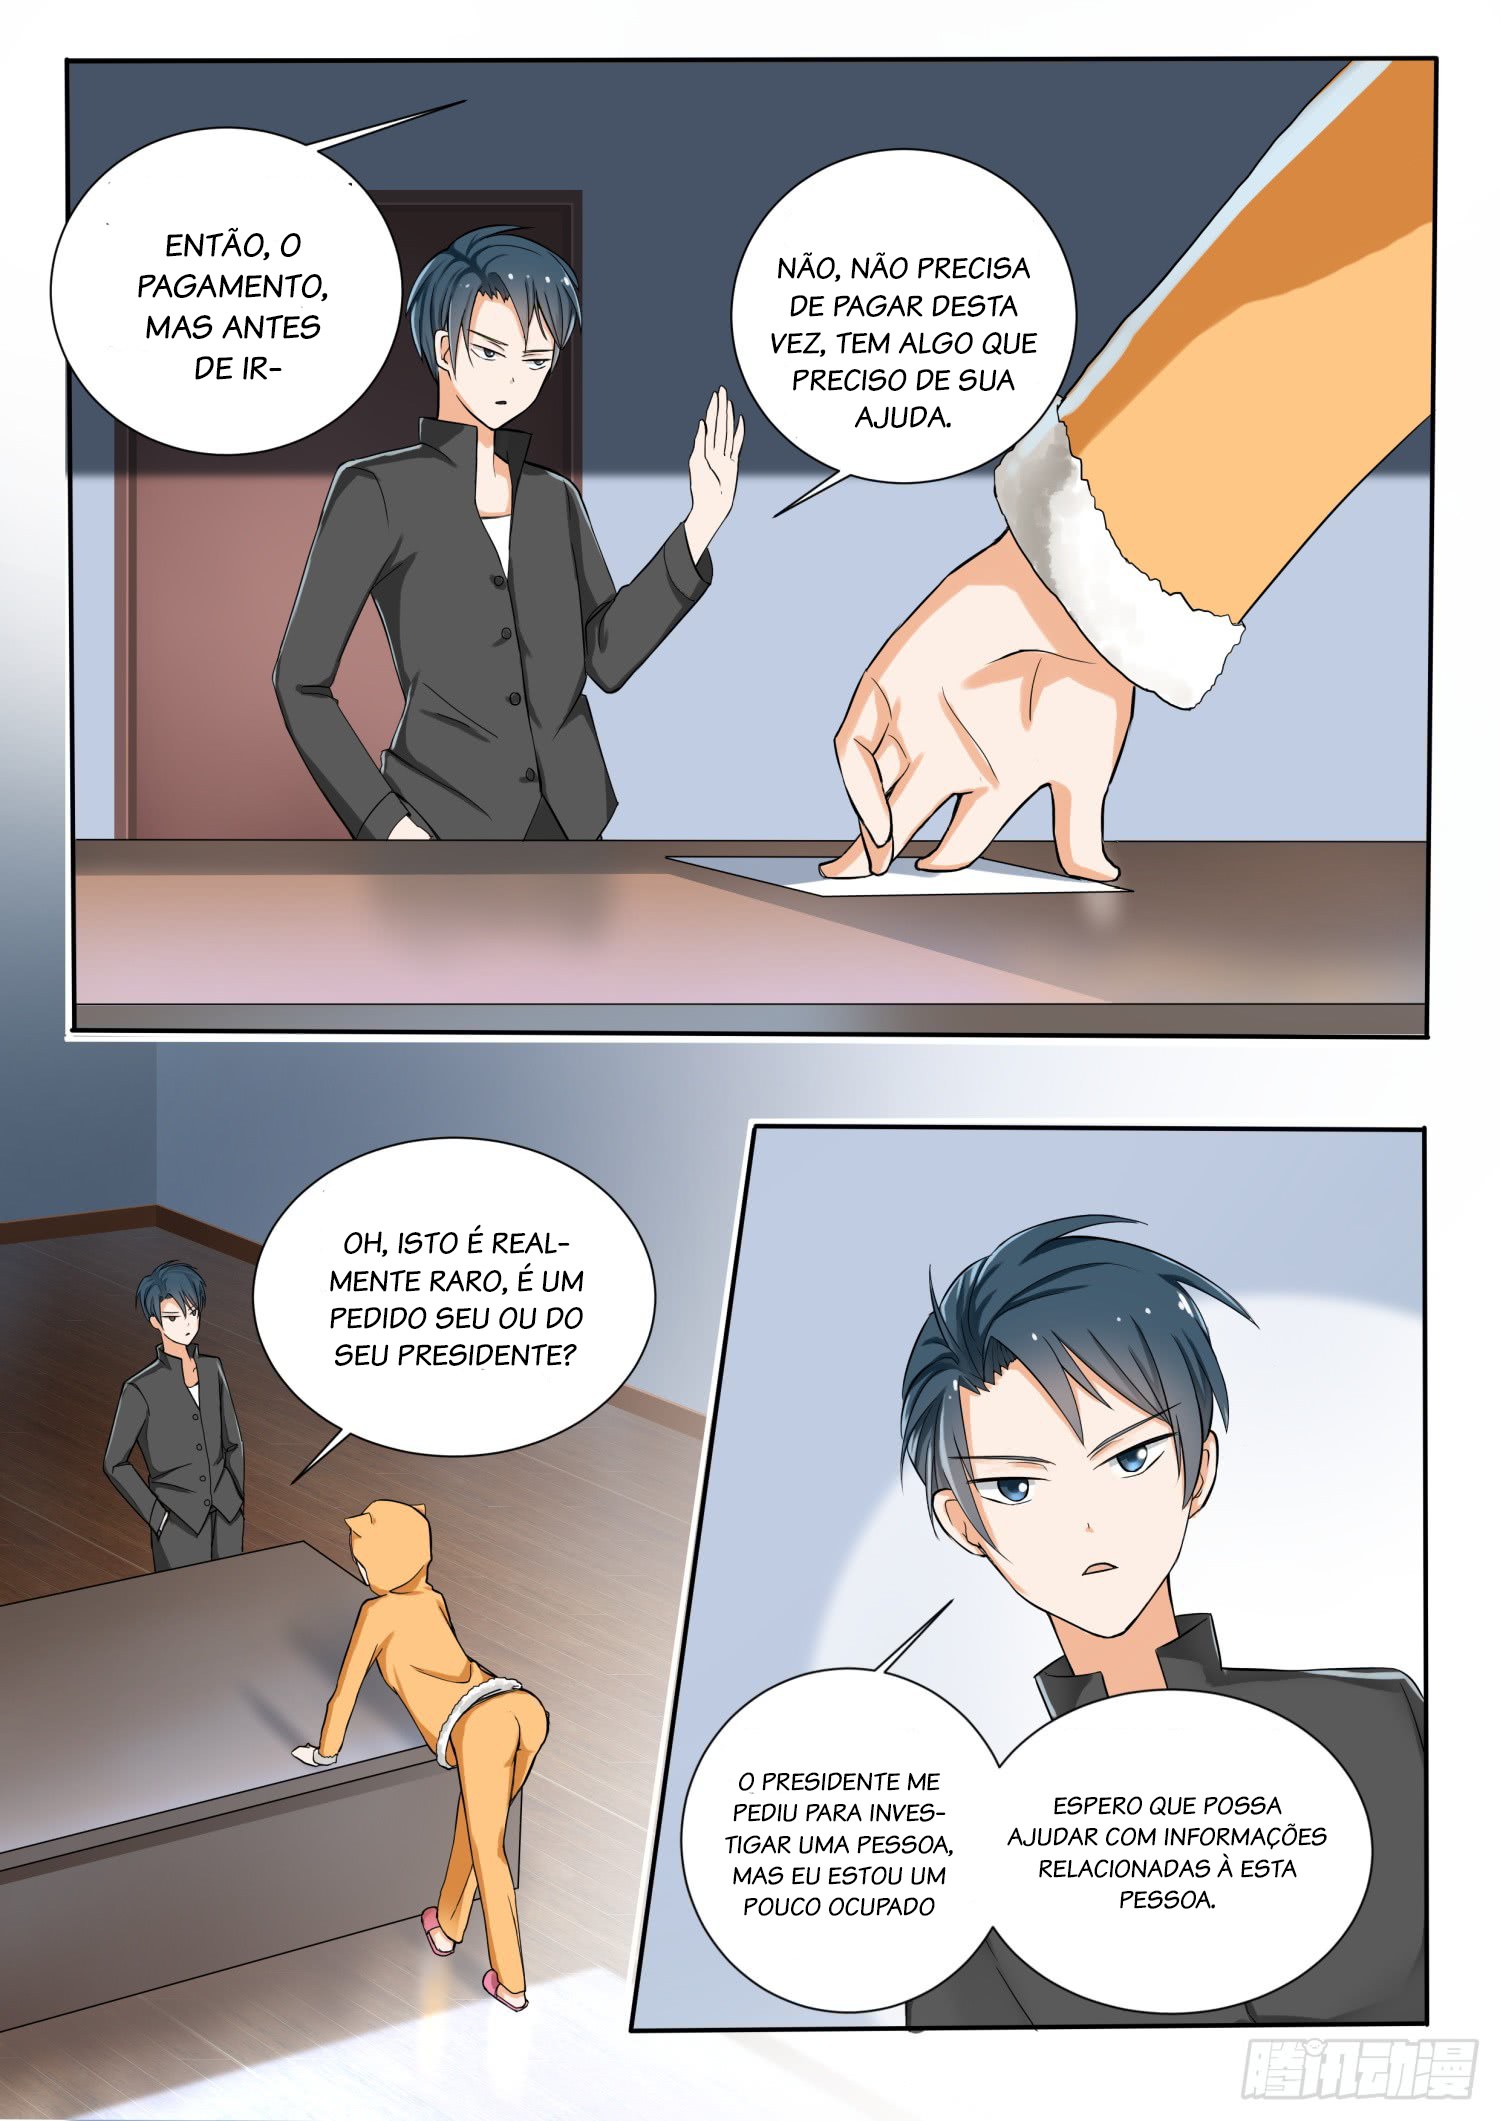 ENTÃO, O
PAGAMENTO,
MAS ANTES
DE IR-
NÃO, NÃO PRECISA
DE PAGAR DESTA
VEZ, TEM ALGO QUE
PRECISO DE SUA
AJUDA.
OH, ISTO É REAL-
MENTE RARO, É UM
PEDIDO SEU OU DO
SEU PRESIDENTE?
O PRESIDENTE ME
PEDIU PARA INVES-
TIGAR UMA PESSOA,
MAS EU ESTOU UM
POUCO OCUPADO
ESPERO QUE POSSA
AJUDAR COM INFORMAÇÕES
RELACIONADAS À ESTA
PESSOA.
腾讯动漫